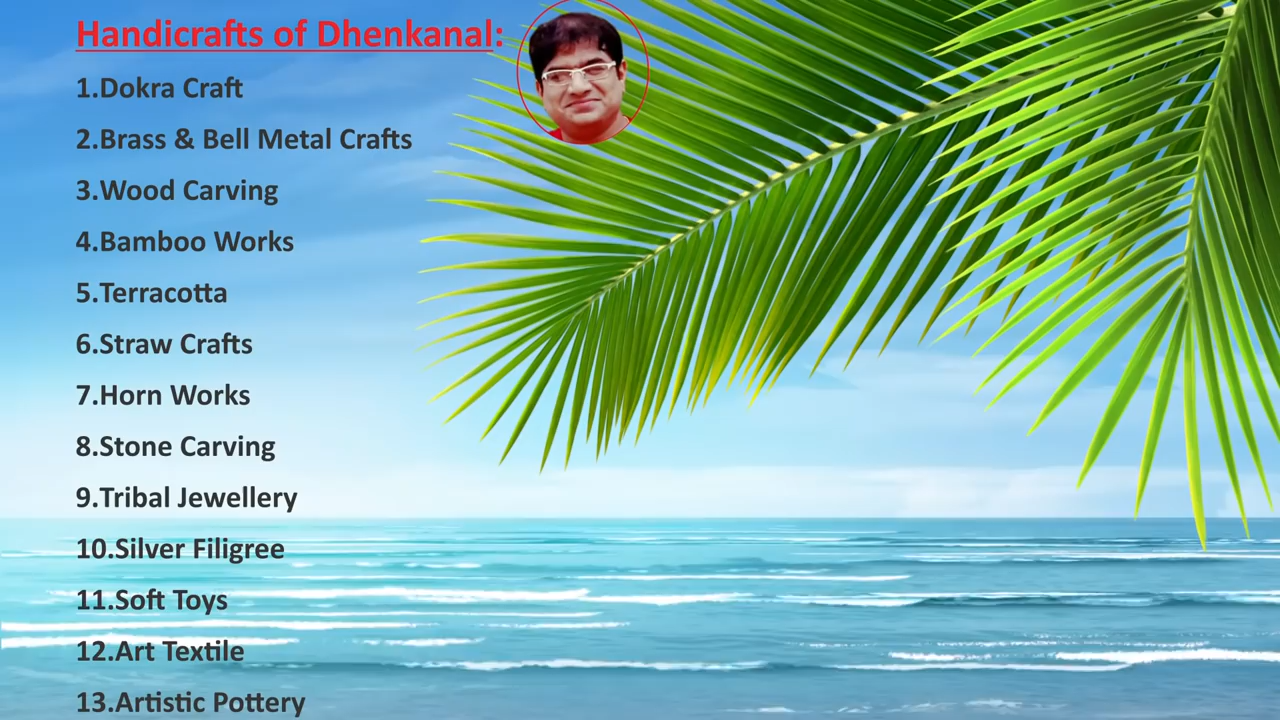 Handicrafts of Dhenkanal:
1.Dokra Craft
2.Brass & Bell Metal Crafts
3.Wood Carving
4.Bamboo Works
5.Terracotta
6.Straw Crafts
7.Horn Works
8.Stone Carving
9.Tribal Jewellery
10.Silver Filigree
11.Soft Toys
12.Art Textile
13.Artistic Pottery